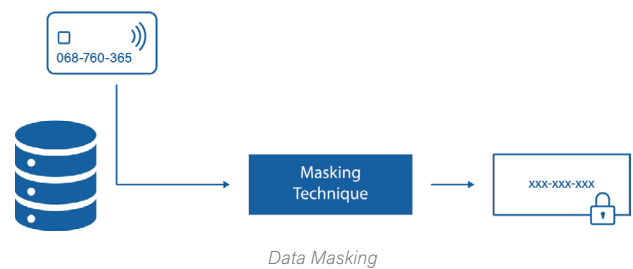 068-760-365
Masking
Technique
xxx-xxx-xxx
Data Masking